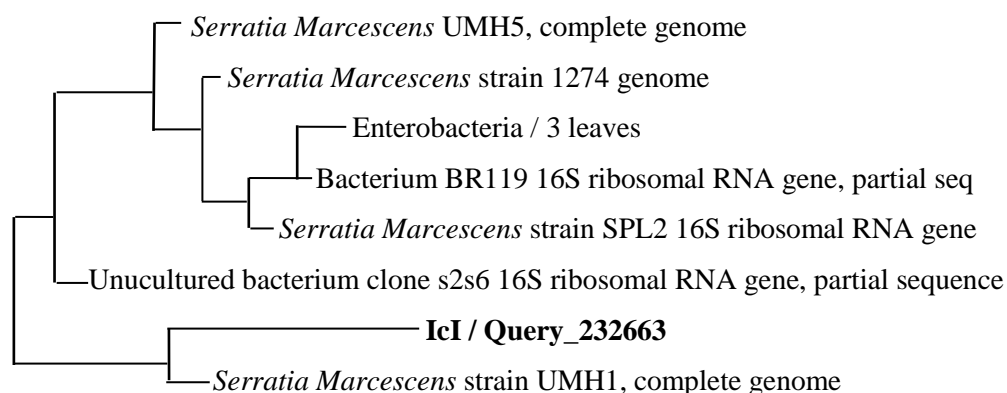 Serratia Marcescens UMH5, complete genome
Serratia Marcescens strain 1274 genome
Enterobacteria / 3 leaves
Bacterium BR119 16S ribosomal RNA gene, partial seq
Serratia Marcescens strain SPL2 16S ribosomal RNA gene
Unucultured bacterium clone s2s6 16S ribosomal RNA gene, partial sequence
IcI / Query_232663
Serratia Marcescens strain UMH1, complete genome